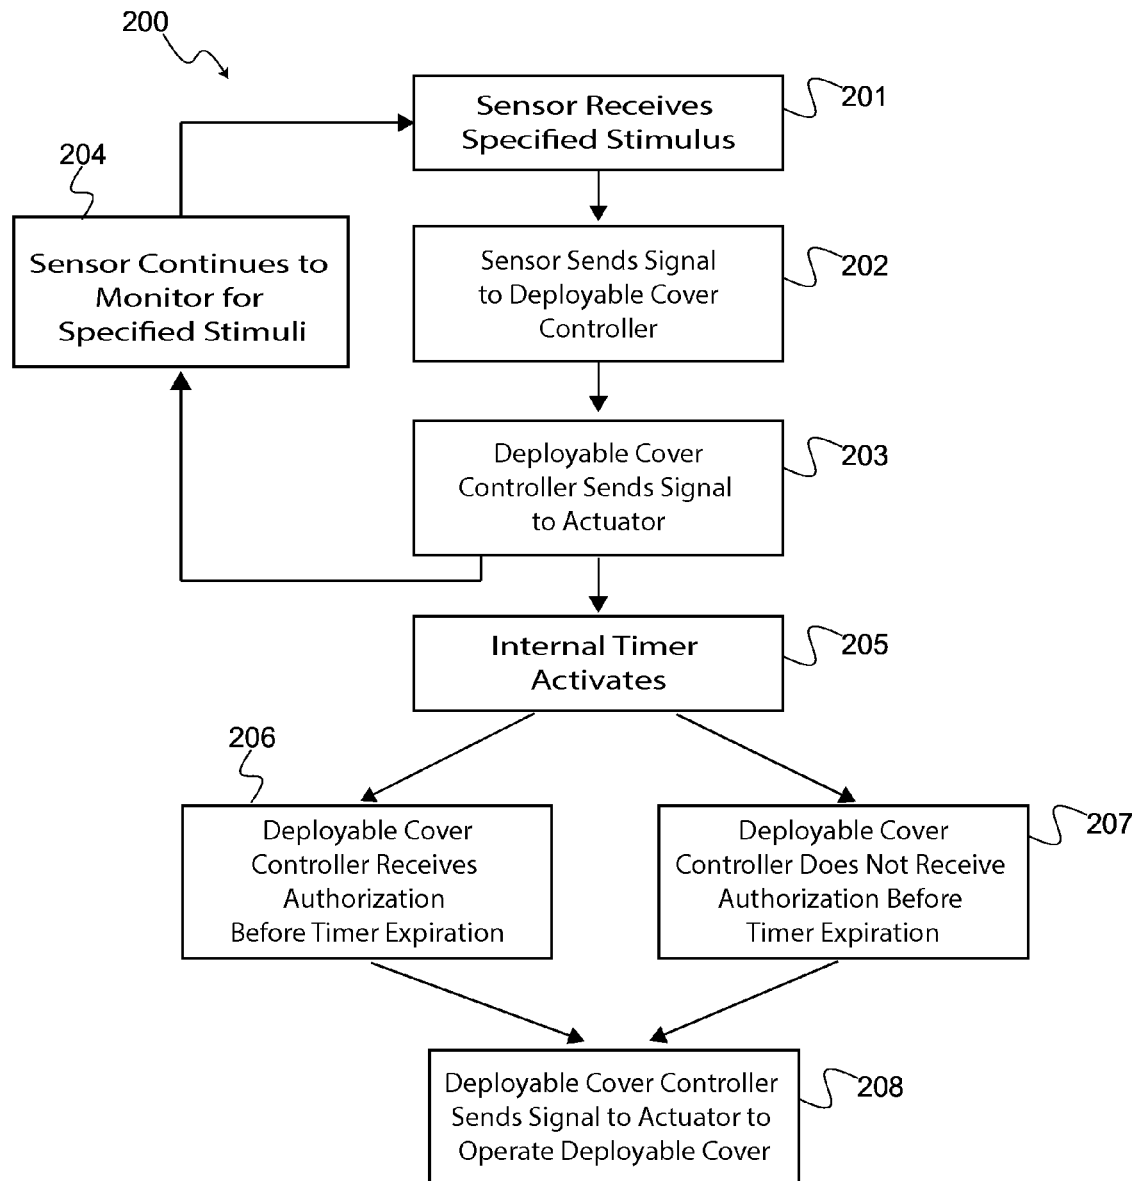 200
Sensor Receives
Specified Stimulus
201
204
Sensor Continues to
Monitor for
Specified Stimuli
Sensor Sends Signal
to Deployable Cover
Controller
202
Deployable Cover
Controller Sends Signal
to Actuator
203
Internal Timer
Activates
205
206
Deployable Cover
Controller Receives
Authorization
Before Timer Expiration
Deployable Cover
Controller Does Not Receive
Authorization Before
Timer Expiration
207
Deployable Cover Controller
Sends Signal to Actuator to
Operate Deployable Cover
208